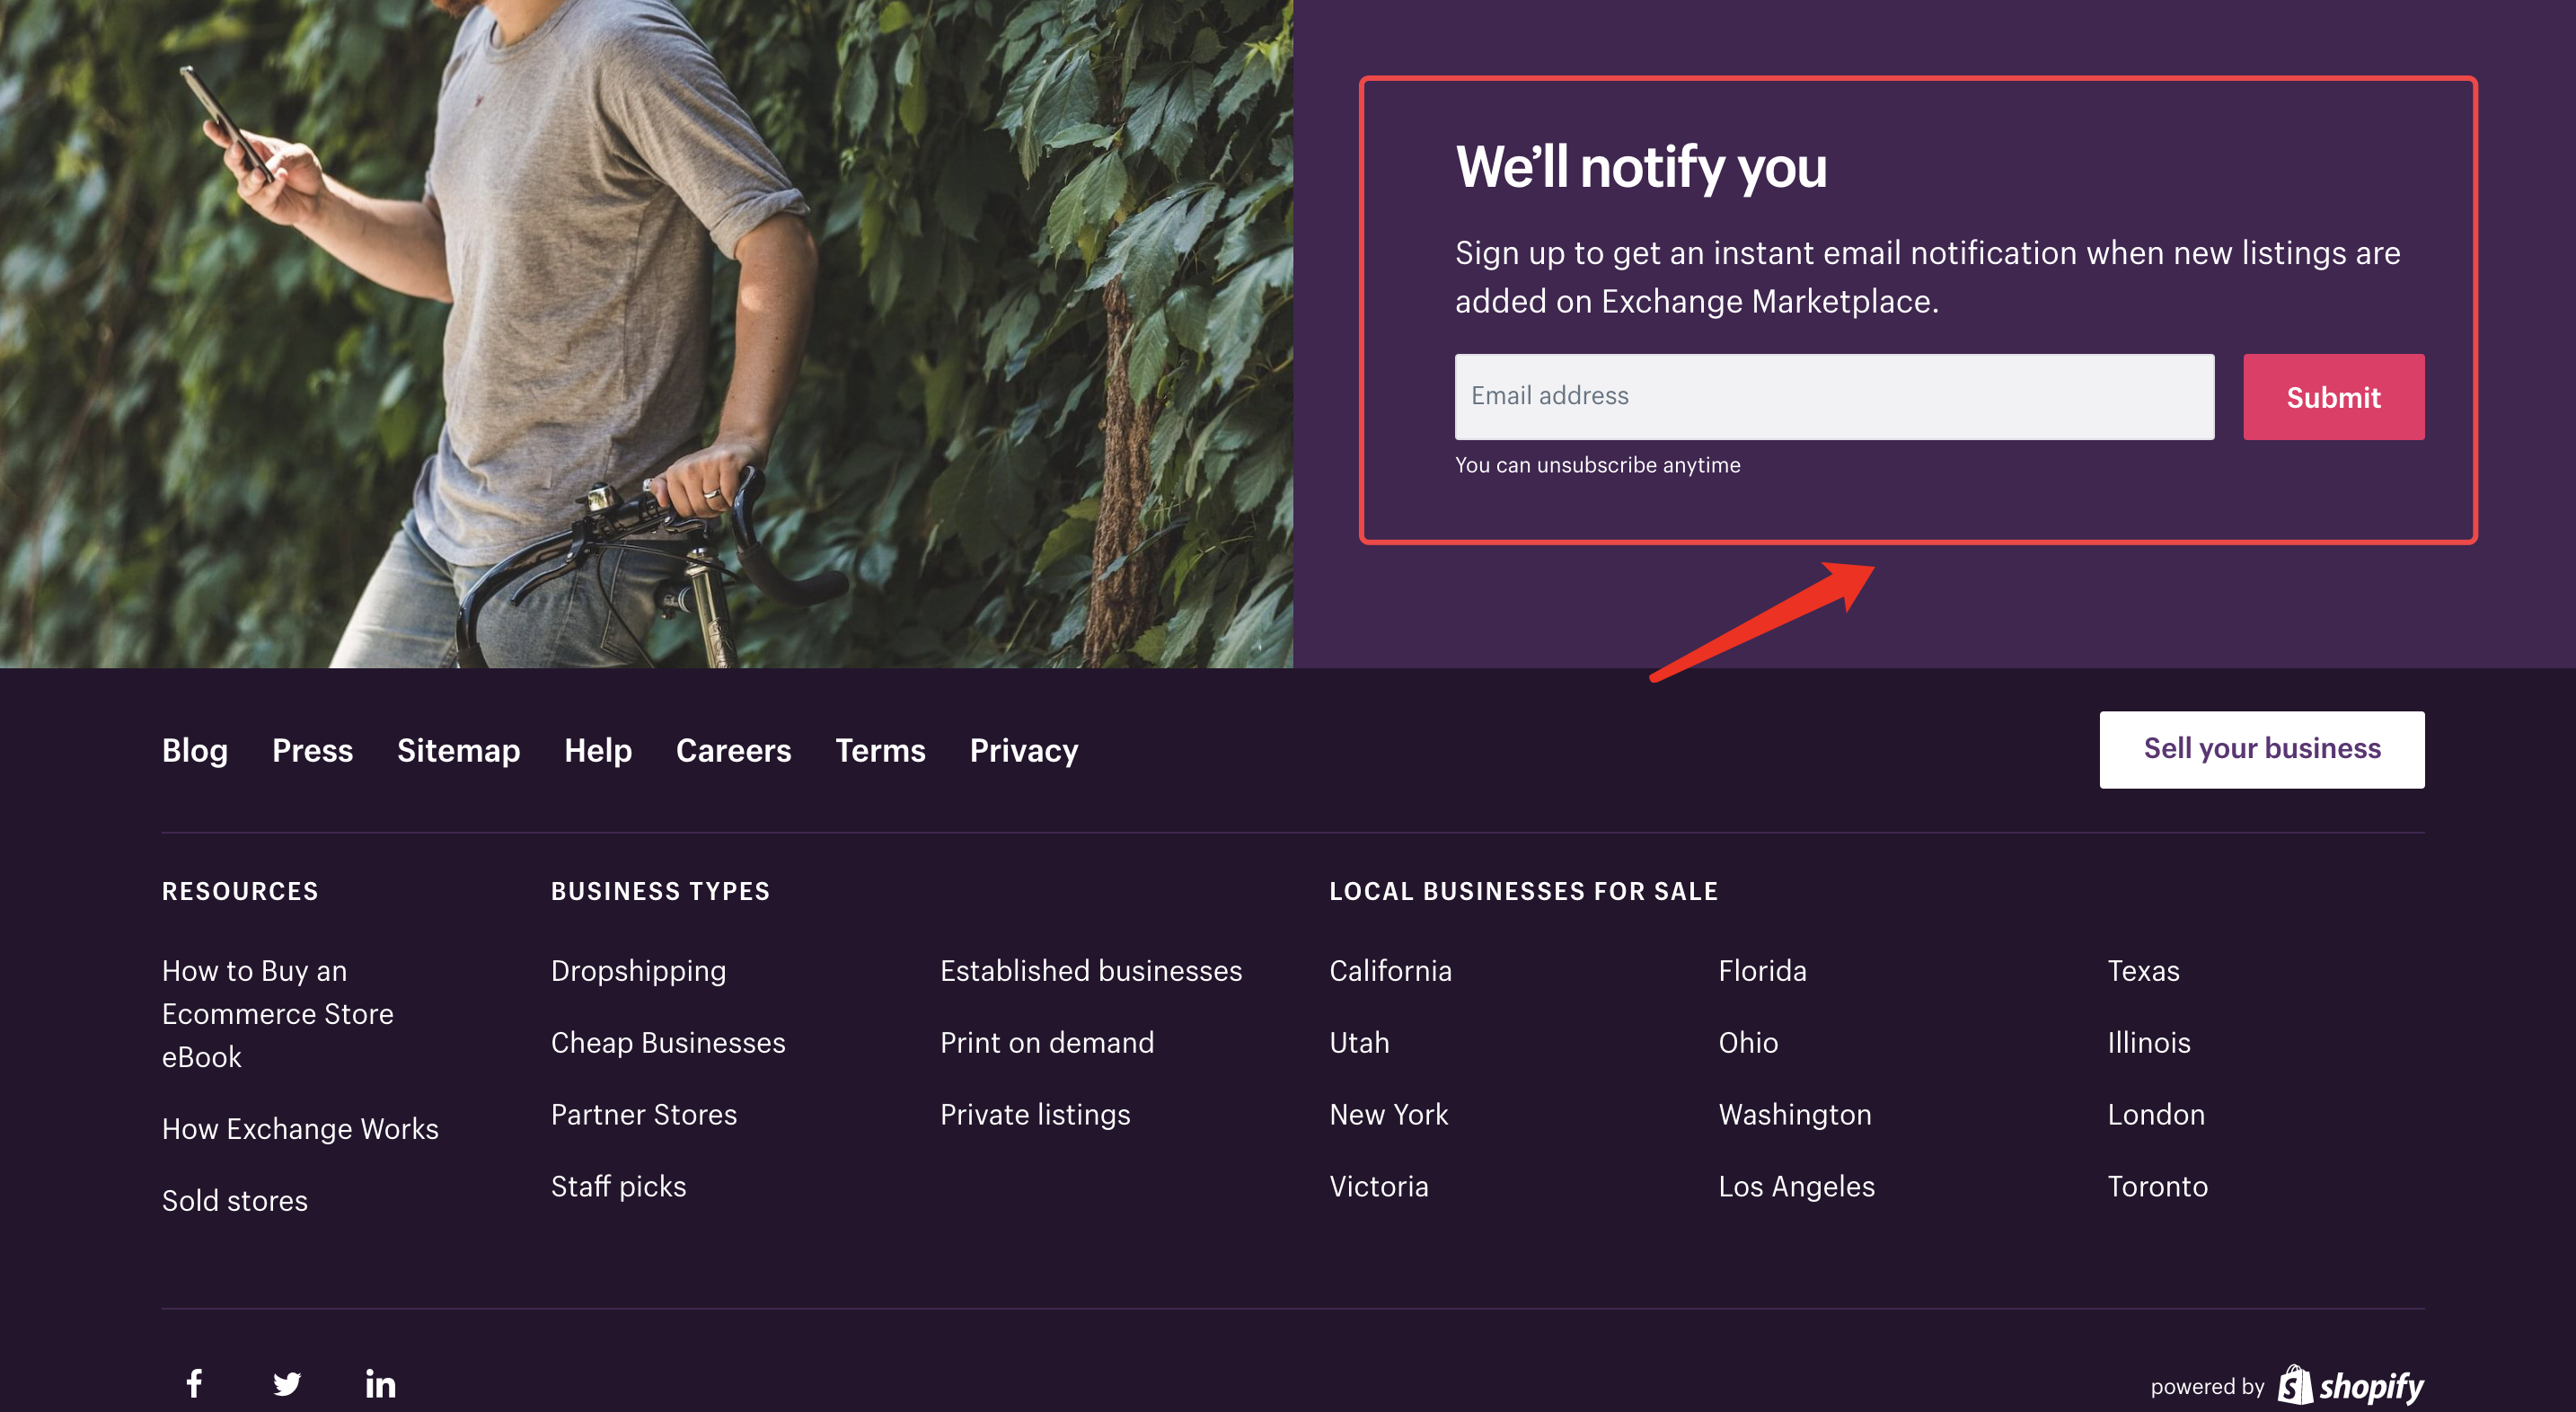 We'll notify you
Sign up to get an instant email notification when new listings are
added on Exchange Marketplace.
Email address
Submit
You can unsubscribe anytime
Blog Press Sitemap Help Careers Terms Privacy
Sell your business
RESOURCES
How to Buy an
Ecommerce Store
eBook
How Exchange Works
Sold stores
BUSINESS TYPES
Dropshipping
Cheap Businesses
Partner Stores
Staff picks
Established businesses
Print on demand
Private listings
LOCAL BUSINESSES FOR SALE
California
Utah
New York
Victoria
Florida
Ohio
Washington
Los Angeles
Texas
Illinois
London
Toronto
powered by shopify